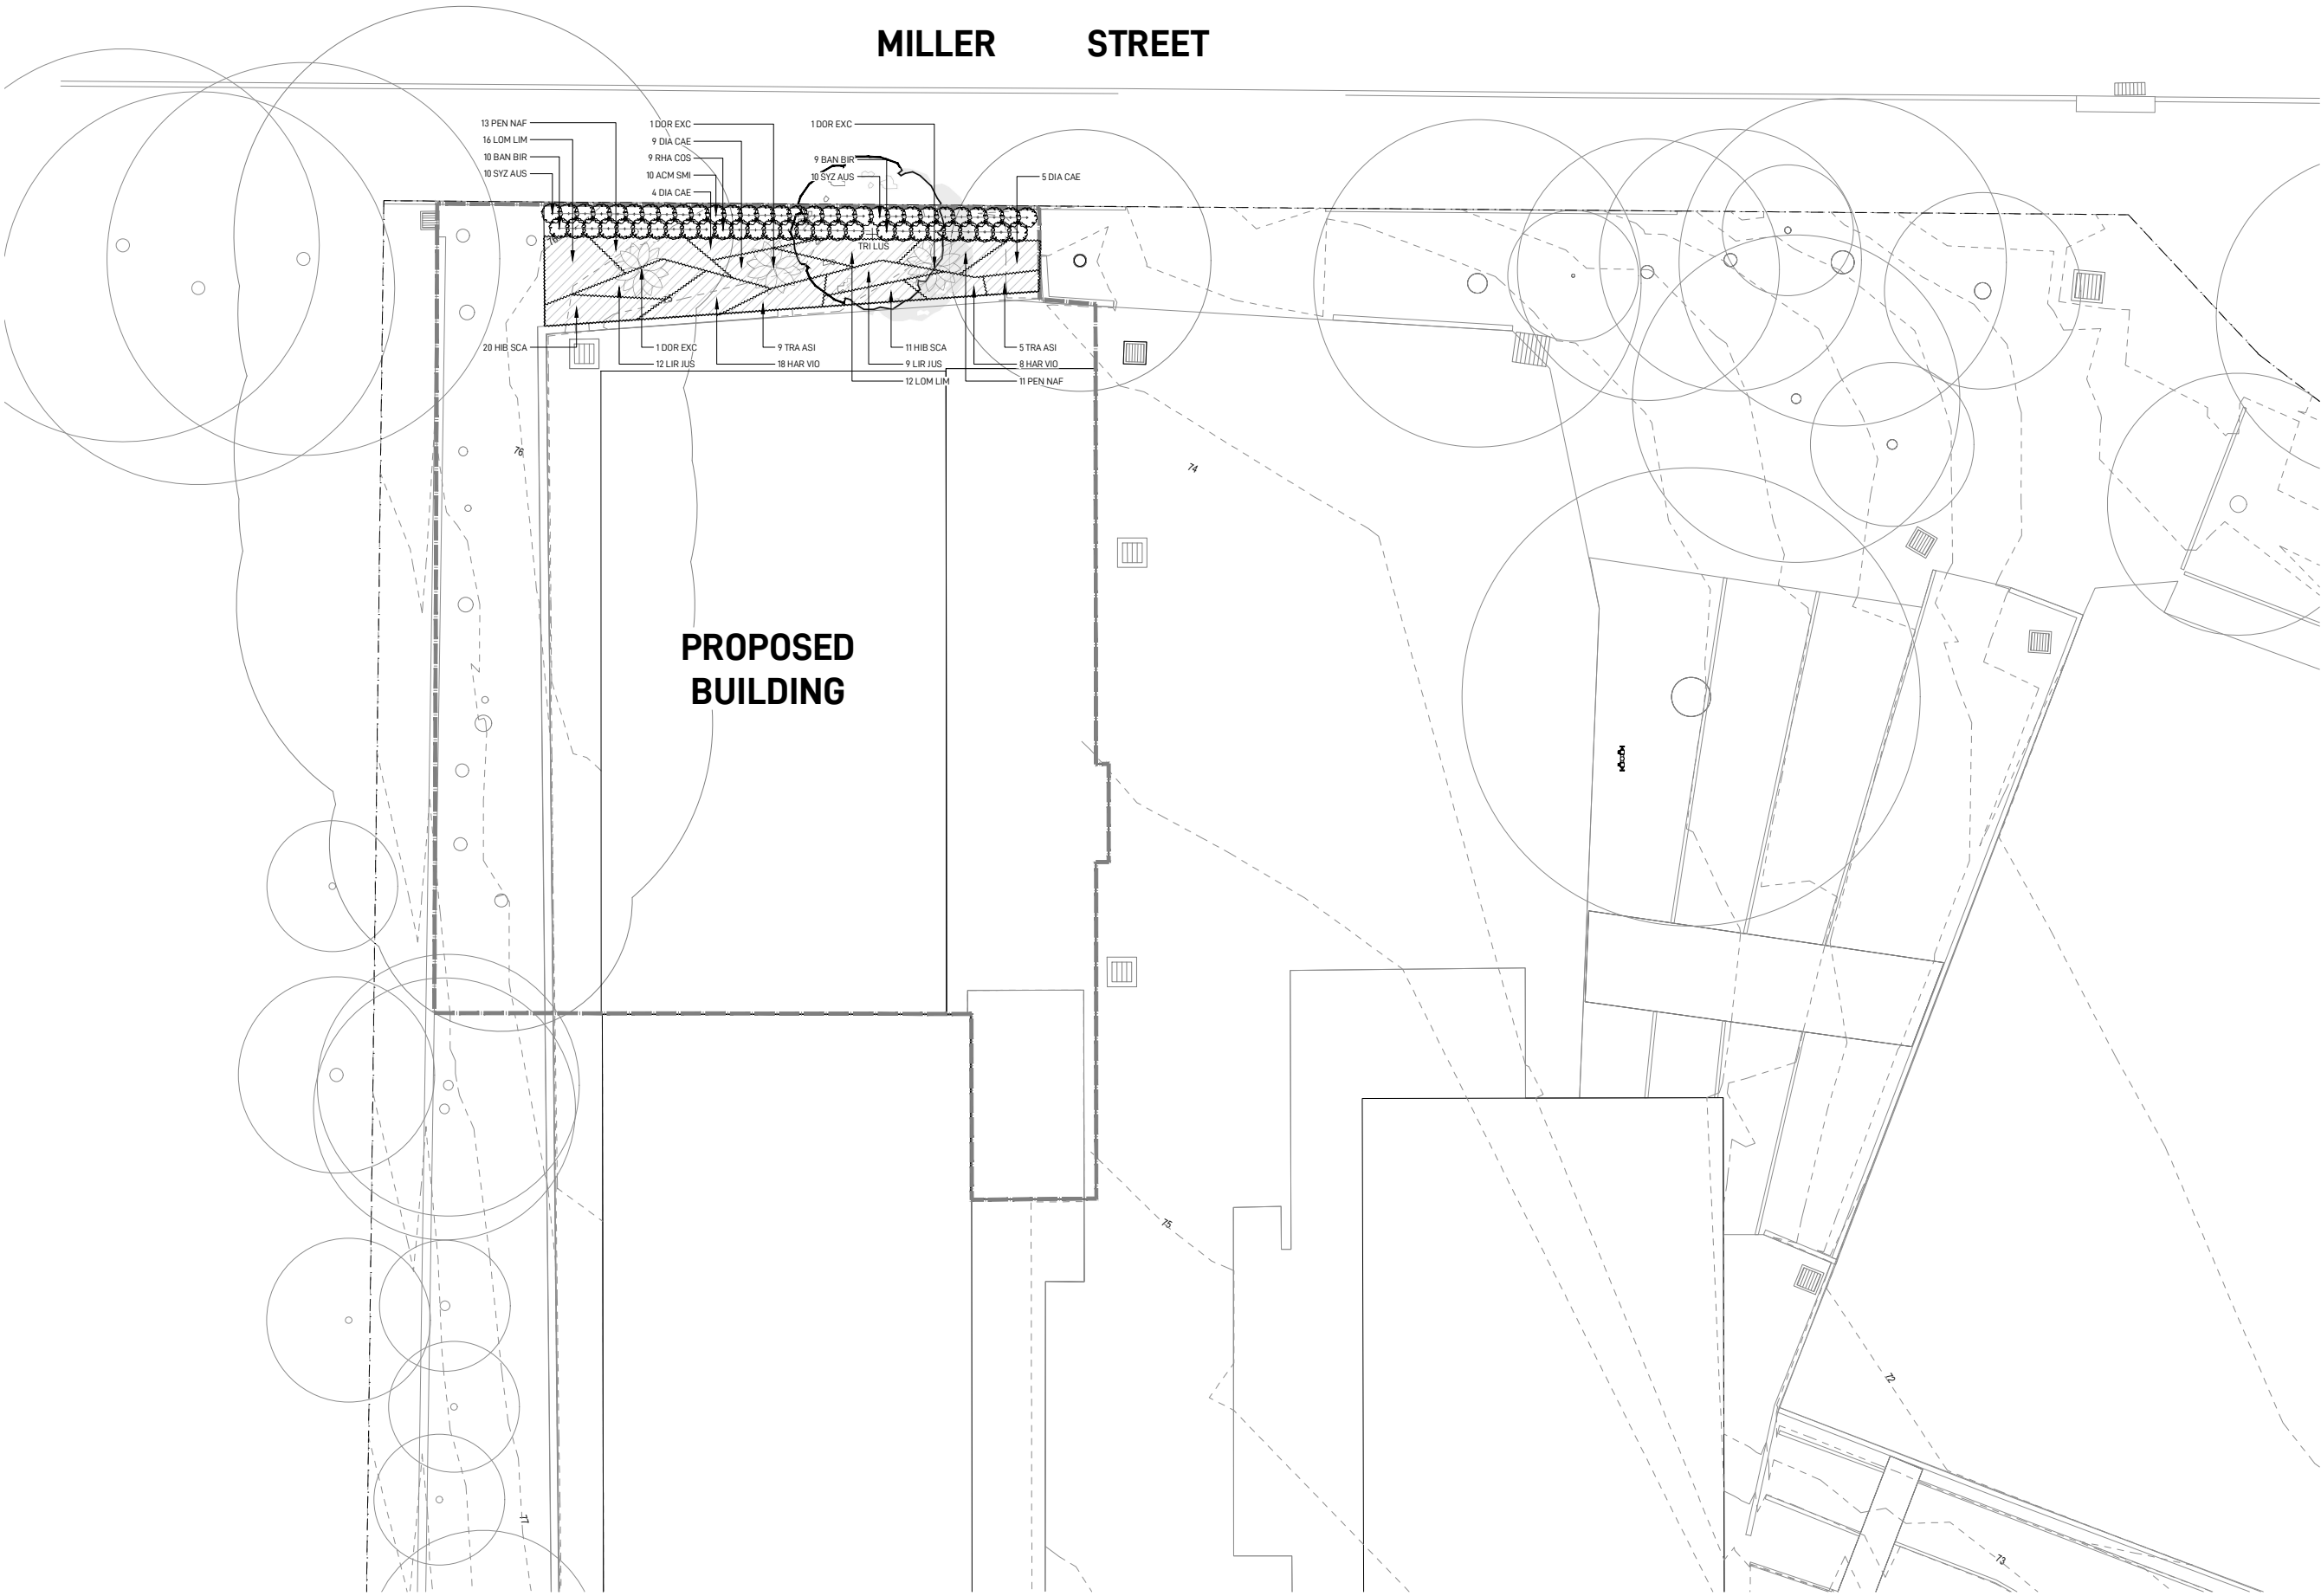 MILLER STREET
13 PEN NAF
16 LOM LIM
10 BAN BIR
10 SYZ AUS
1 DOR EXC
9 DIA CAE
9 RHA COS
10 ACM SMI
4 DIA CAE
1 DOR EXC
9 BAN BIR
10 SYZ AUS
5 DIA CAE
TRI LUS
20 HIB SCA
1 DOR EXC
12 LIR JUS
9 TRA ASI
18 HAR VIO
11 HIB SCA
9 LIR JUS
12 LOM LIM
5 TRA ASI
8 HAR VIO
11 PEN NAF
76
74
PROPOSED
BUILDING
75
72
77
73